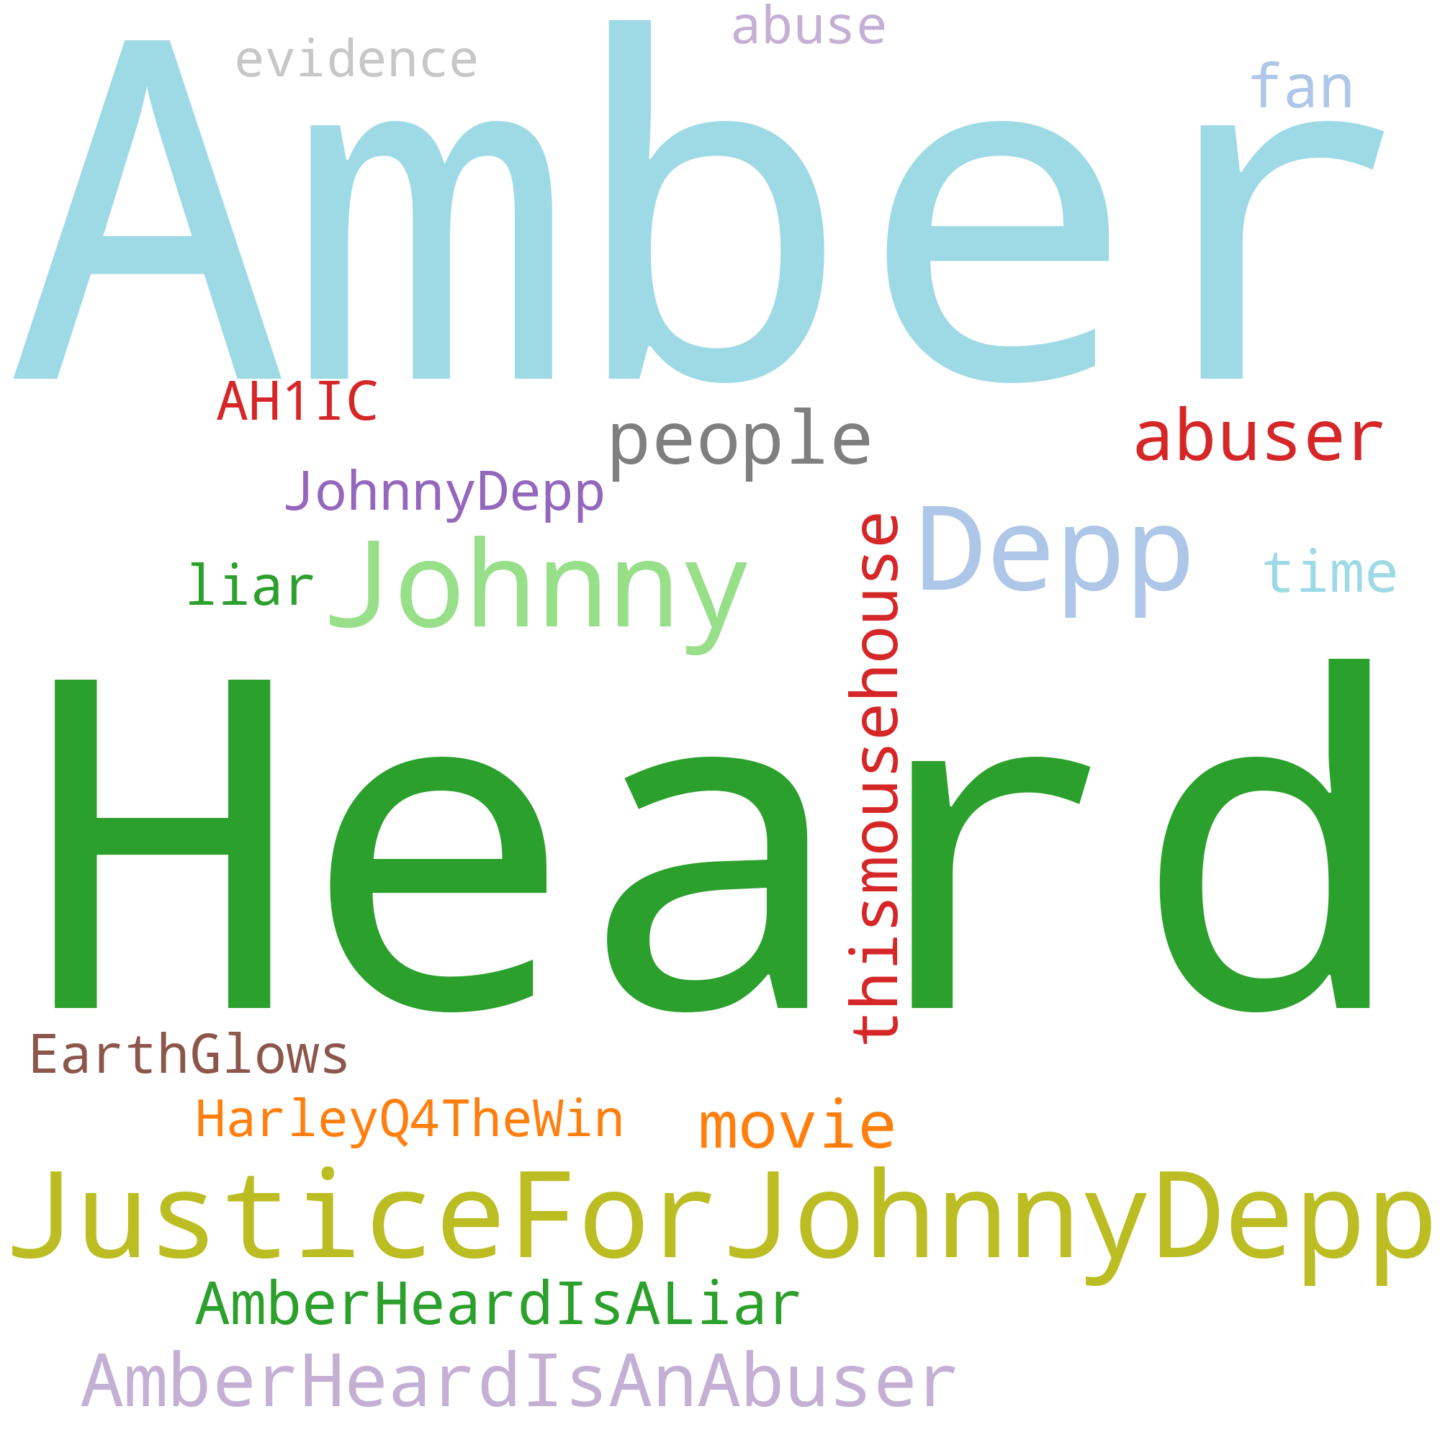 abuse
evidence
fan
Amber
AH1IC
people
abuser
JohnnyDepp
Depp
liar
Johnny
time
thismousehouse
Heard
EarthGlows
HarleyQ4TheWin
movie
JusticeForJohnnyDepp
AmberHeardIsALiar
AmberHeardIsAnAbuser